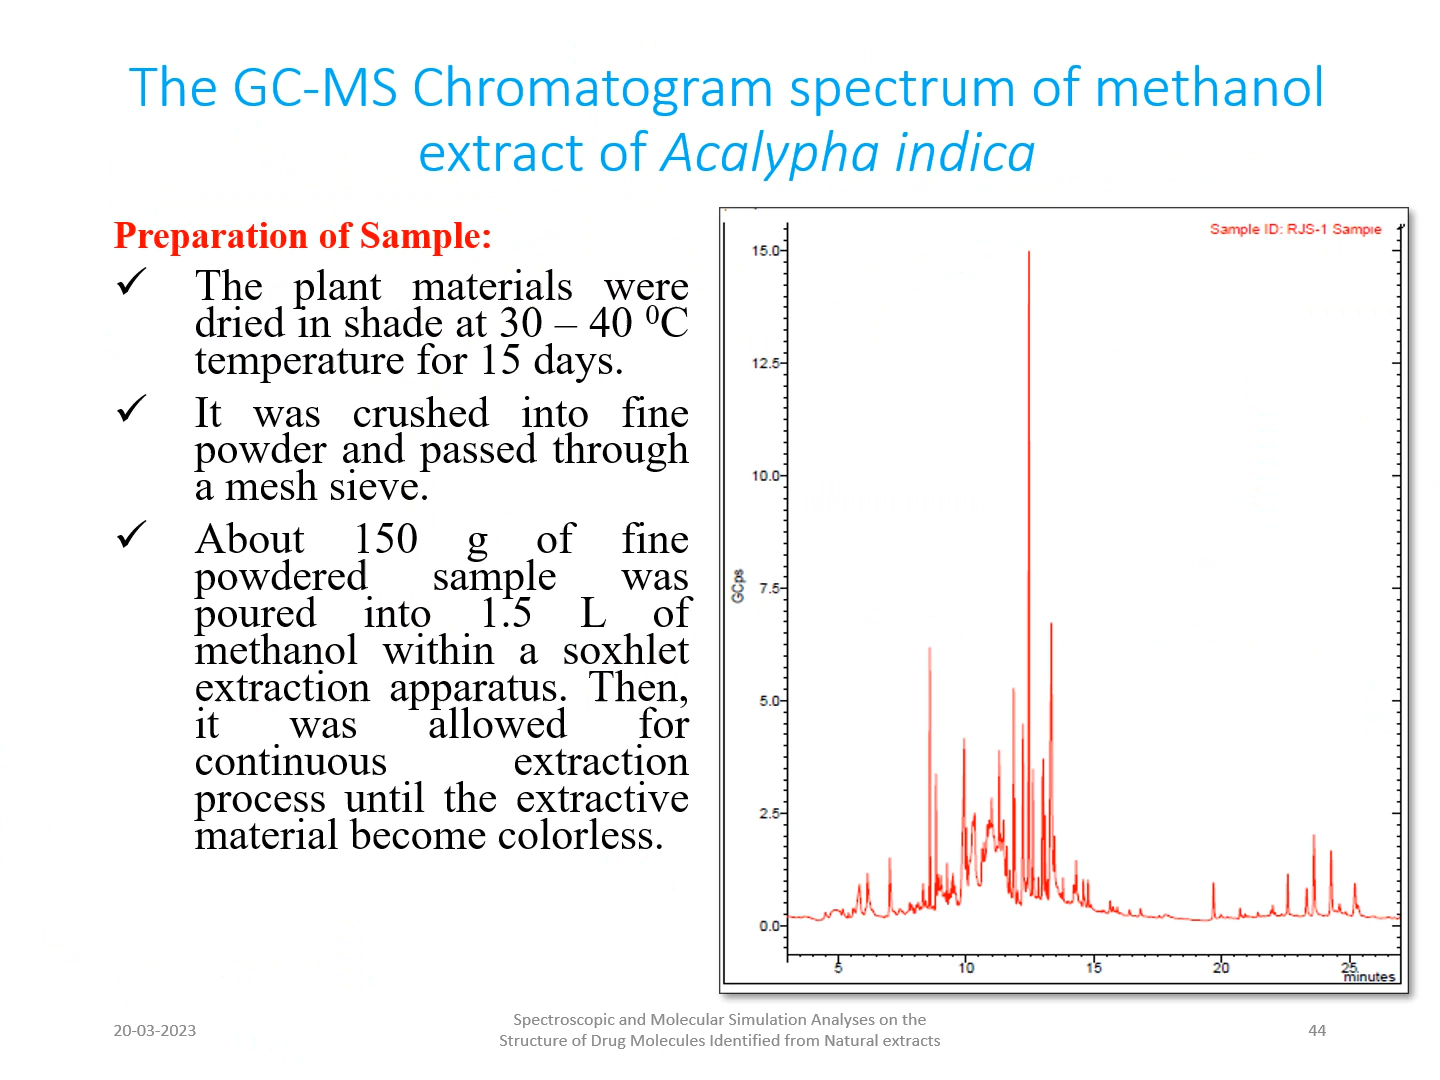 The GC-MS Chromatogram spectrum of methanol
extract of Acalypha indica
Preparation of Sample:
✓ The plant materials were
dried in shade at 30 – 40 ⁰C
temperature for 15 days.
✓ It was crushed into fine
powder and passed through
a mesh sieve.
✓ About 150 g of fine
powdered sample was
poured into 1.5 L of
methanol within a soxhlet
extraction apparatus. Then,
it was allowed for
continuous extraction
process until the extractive
material become colorless.
Sample ID: RJS-1 Sample
15.0
12.5
10.0
GCps
7.5
5.0
2.5
0.0
5 10 15 20 25
minutes
20-03-2023
Spectroscopic and Molecular Simulation Analyses on the
Structure of Drug Molecules Identified from Natural extracts
44